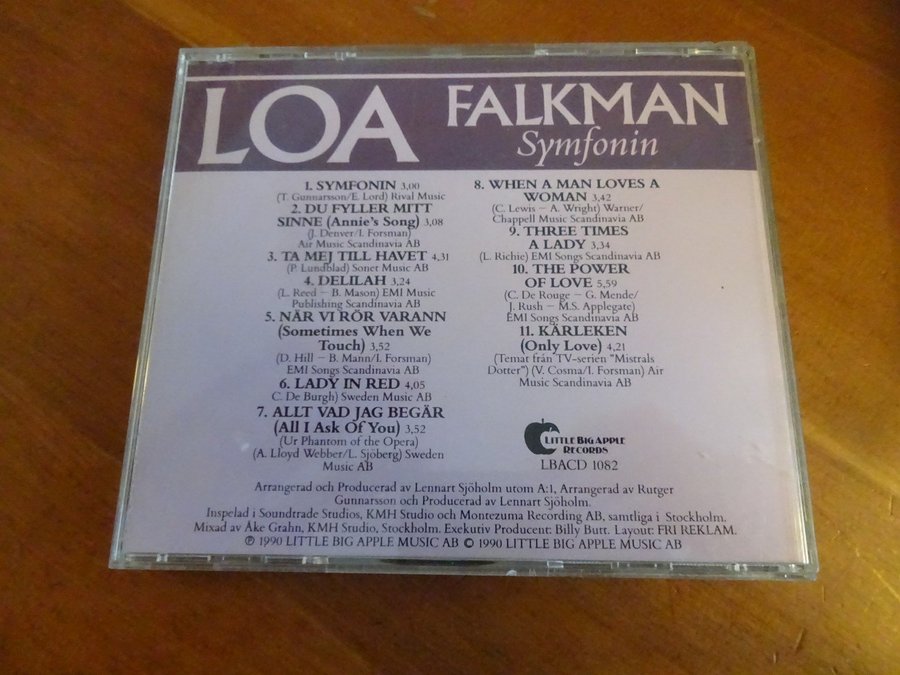 LOA
FALKMAN
Symfonin
1. SYMFONIN 3,00
(T. Gunnarsson/E. Lord) Rival Music
2. DU FYLLER MITT
SINNE (Annie's Song) 3,08
(J. Denver/I. Forsman)
Air Music Scandinavia AB
3. TA MEJ TILL HAVET 4,31
(P. Lundblad) Sonet Music AB
4. DELILAH 3,24
(L. Reed – B. Mason) EMI Music
Publishing Scandinavia AB
5. NÄR VI RÖR VARANN
(Sometimes When We
Touch) 3,52
(D. Hill – B. Mann/I. Forsman)
EMI Songs Scandinavia AB
6. LADY IN RED 4,05
C. De Burgh) Sweden Music AB
7. ALLT VAD JAG BEGÄR
(All I Ask Of You) 3,52
(Ur Phantom of the Opera)
(A. Lloyd Webber/L. Sjöberg) Sweden
Music AB
8. WHEN A MAN LOVES A
WOMAN 3,42
(C. Lewis – A. Wright) Warner/
Chappell Music Scandinavia AB
9. THREE TIMES
A LADY 3,34
(L. Richie) EMI Songs Scandinavia AB
10. THE POWER
OF LOVE 5,59
(C. De Rouge – G. Mende/
J. Rush – M.S. Applegate)
EMI Songs Scandinavia AB
11. KÄRLEKEN
(Only Love) 4,21
(Temat från TV-serien "Mistrals
Dotter") (V. Cosma/I. Forsman) Air
Music Scandinavia AB
LITTLE BIG APPLE
RECORDS
LBACD 1082
Arrangerad och Producerad av Lennart Sjöholm utom A:1, Arrangerad av Rutger
Gunnarsson och Producerad av Lennart Sjöholm.
Inspelad i Soundtrade Studios, KMH Studio och Montezuma Recording AB, samtliga i Stockholm.
Mixad av Åke Grahn, KMH Studio, Stockholm. Exekutiv Producent: Billy Butt. Layout: FRI REKLAM.
℗ 1990 LITTLE BIG APPLE MUSIC AB © 1990 LITTLE BIG APPLE MUSIC AB